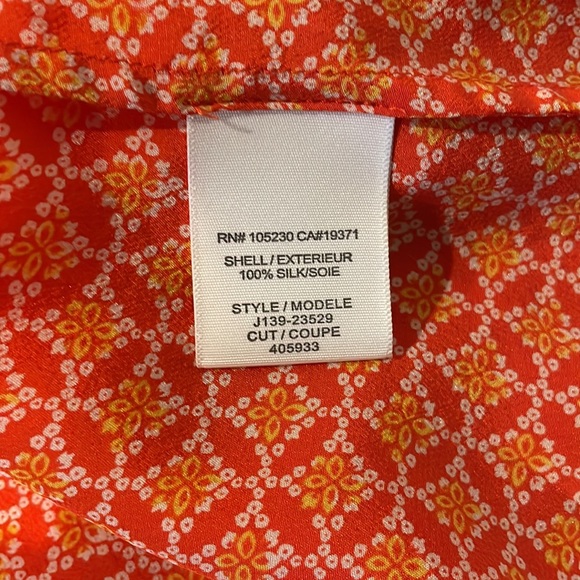 RN# 105230 CA#19371
SHELL / EXTERIEUR
100% SILK/SOIE
STYLE / MODELE
J139-23529
CUT / COUPE
405933